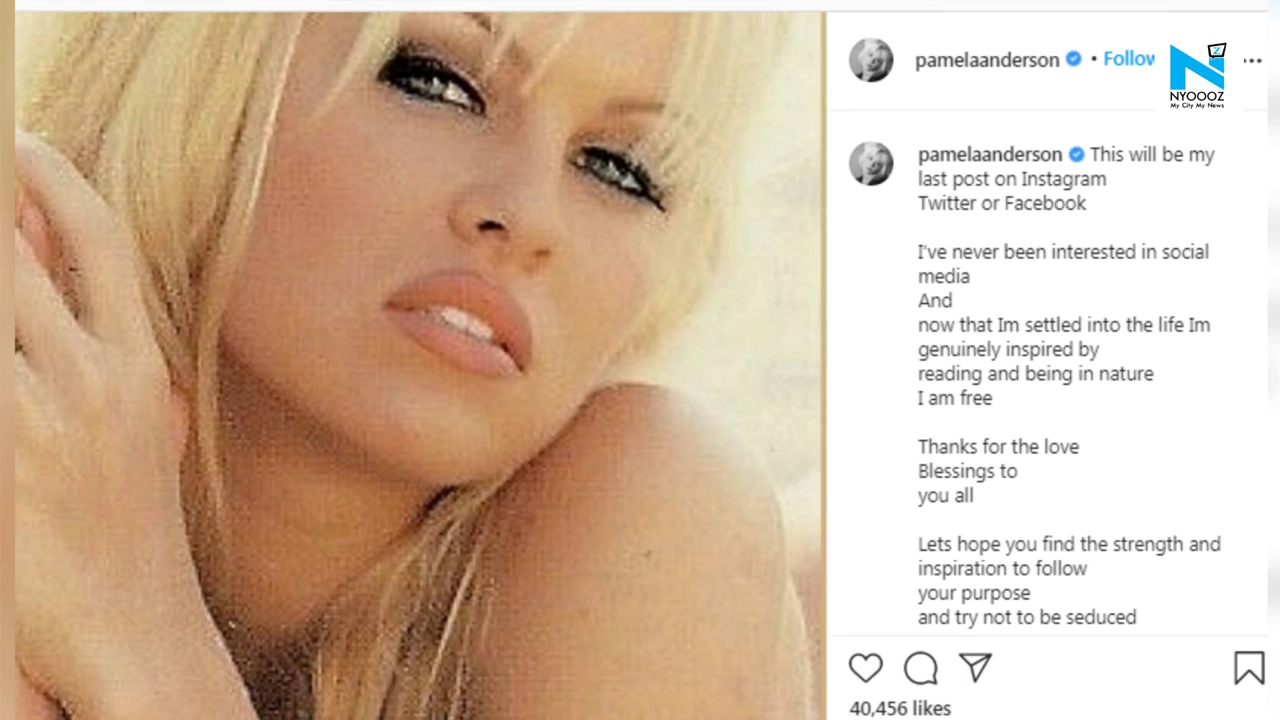 pamelaanderson • Follow
NYOOOZ
My City My News
pamelaanderson This will be my
last post on Instagram
Twitter or Facebook
I've never been interested in social
media
And
now that Im settled into the life Im
genuinely inspired by
reading and being in nature
I am free
Thanks for the love
Blessings to
you all
Lets hope you find the strength and
inspiration to follow
your purpose
and try not to be seduced
40,456 likes